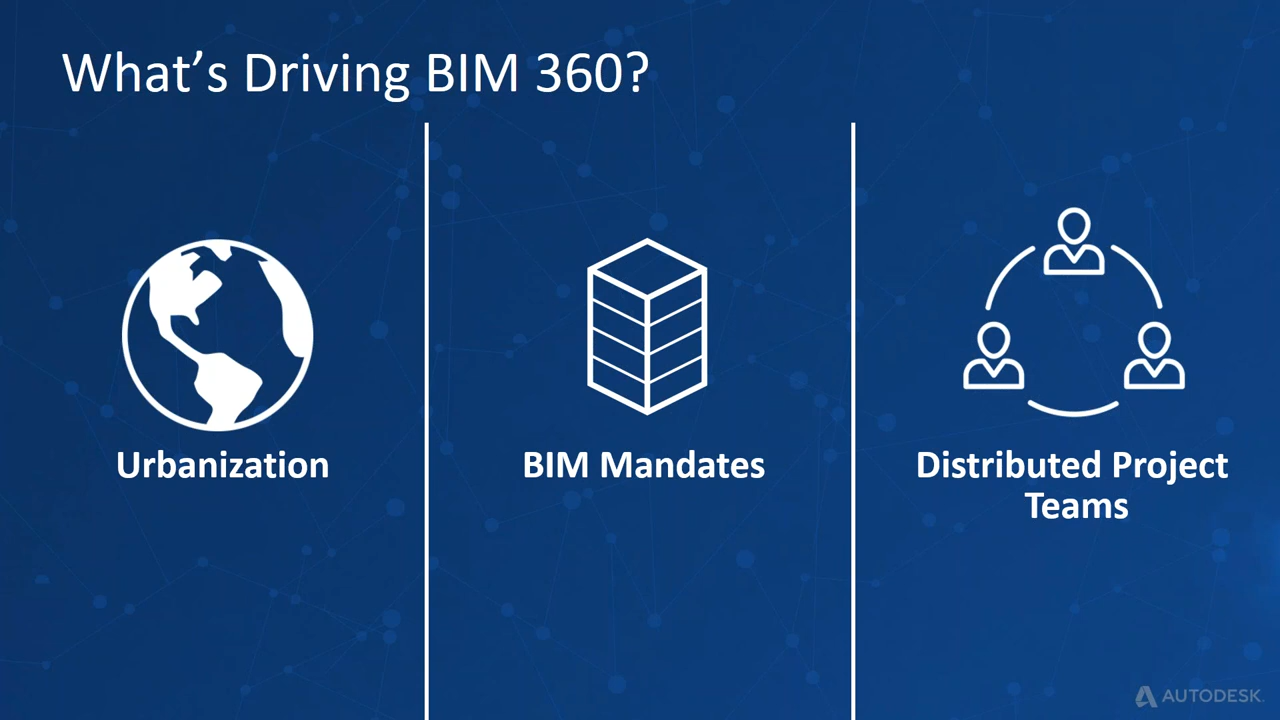 What’s Driving BIM 360?
Urbanization
BIM Mandates
Distributed Project
Teams
AUTODESK.